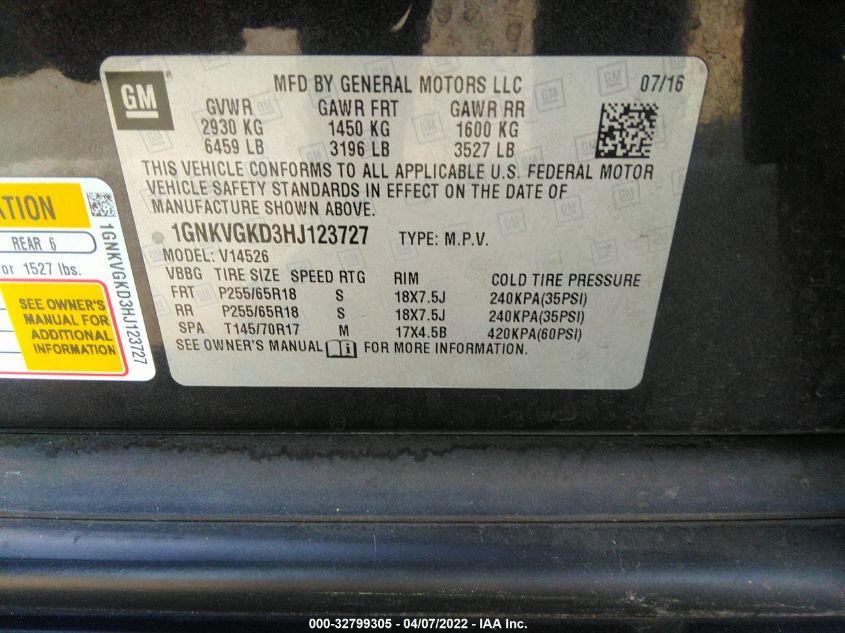 GM
MFD BY GENERAL MOTORS LLC 07/16
GVWR GAWR FRT GAWR RR
2930 KG 1450 KG 1600 KG
6459 LB 3196 LB 3527 LB
THIS VEHICLE CONFORMS TO ALL APPLICABLE U.S. FEDERAL MOTOR
VEHICLE SAFETY STANDARDS IN EFFECT ON THE DATE OF
MANUFACTURE SHOWN ABOVE.
1GNKVGKD3HJ123727 TYPE: M.P.V.
MODEL: V14526
VBBG TIRE SIZE SPEED RTG RIM COLD TIRE PRESSURE
FRT P255/65R18 S 18X7.5J 240KPA(35PSI)
RR P255/65R18 S 18X7.5J 240KPA(35PSI)
SPA T145/70R17 M 17X4.5B 420KPA(60PSI)
SEE OWNER'S MANUAL FOR MORE INFORMATION.
REAR 6
or 1527 lbs.
SEE OWNER'S
MANUAL FOR
ADDITIONAL
INFORMATION
1GNKVGKD3HJ123727
000-32799305 - 04/07/2022 - © IAA Inc.